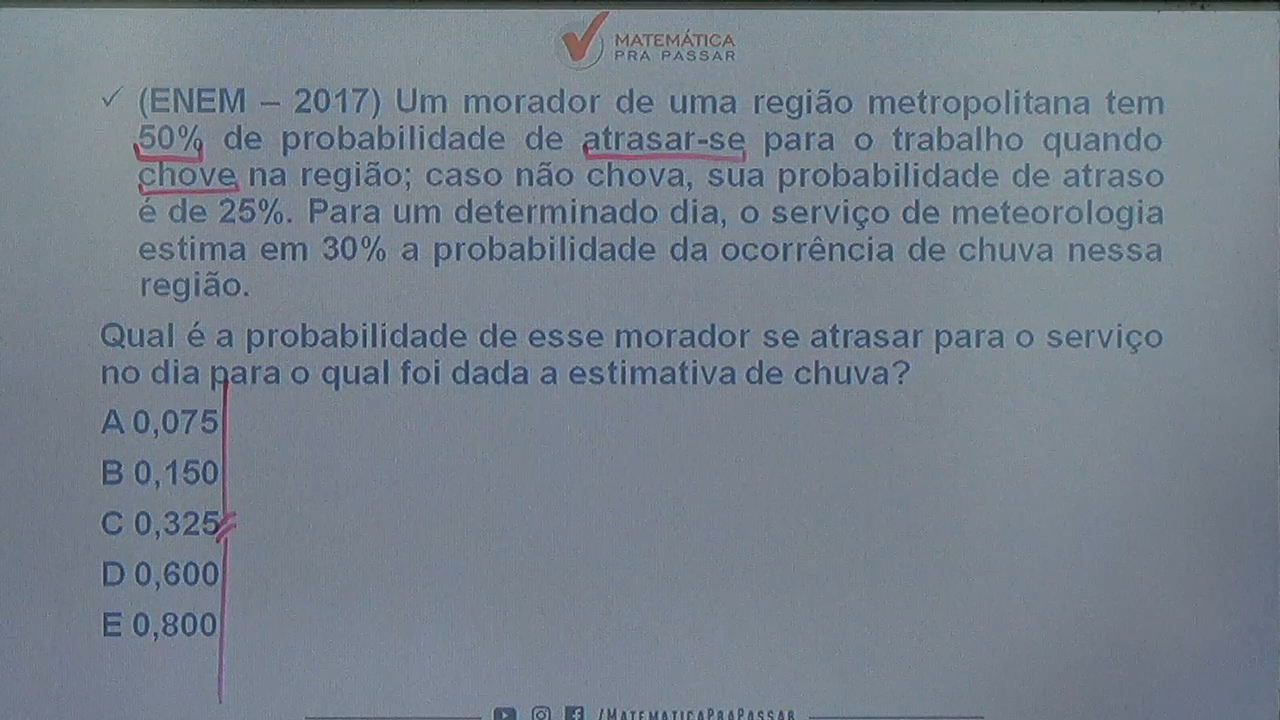 MATEMÁTICA
PRA PASSAR
(ENEM – 2017) Um morador de uma região metropolitana tem
50% de probabilidade de atrasar-se para o trabalho quando
chove na região; caso não chova, sua probabilidade de atraso
é de 25%. Para um determinado dia, o serviço de meteorologia
estima em 30% a probabilidade da ocorrência de chuva nessa
região.
Qual é a probabilidade de esse morador se atrasar para o serviço
no dia para o qual foi dada a estimativa de chuva?
A 0,075
B 0,150
C 0,325
D 0,600
E 0,800
/MATEMATICAPRAPASSAR